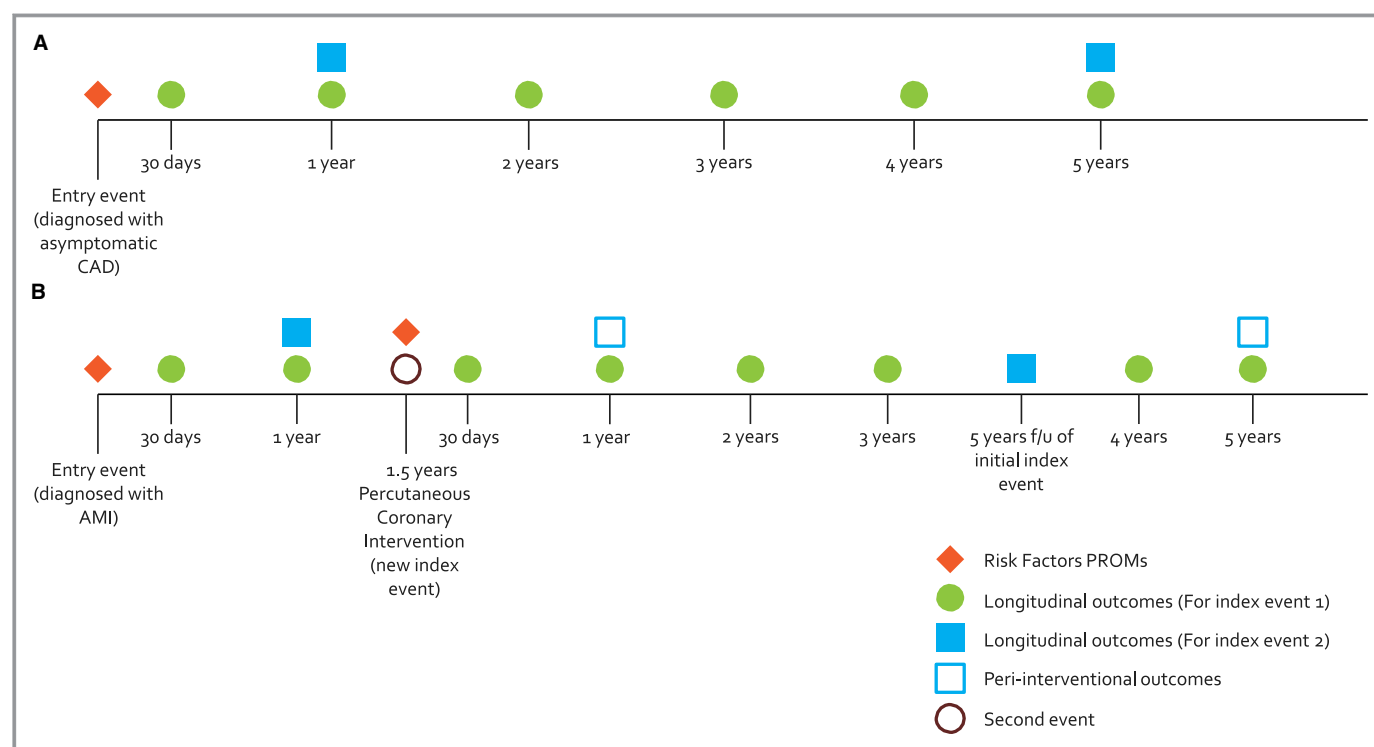 A
30 days
1 year
2 years
3 years
4 years
5 years
Entry event
(diagnosed with
asymptomatic
CAD)
B
30 days
1 year
30 days
1 year
2 years
3 years
5 years f/u of
initial index
event
4 years
5 years
Entry event
(diagnosed with
AMI)
1.5 years
Percutaneous
Coronary
Intervention
(new index
event)
Risk Factors PROMs
Longitudinal outcomes (For index event 1)
Longitudinal outcomes (For index event 2)
Peri-interventional outcomes
Second event